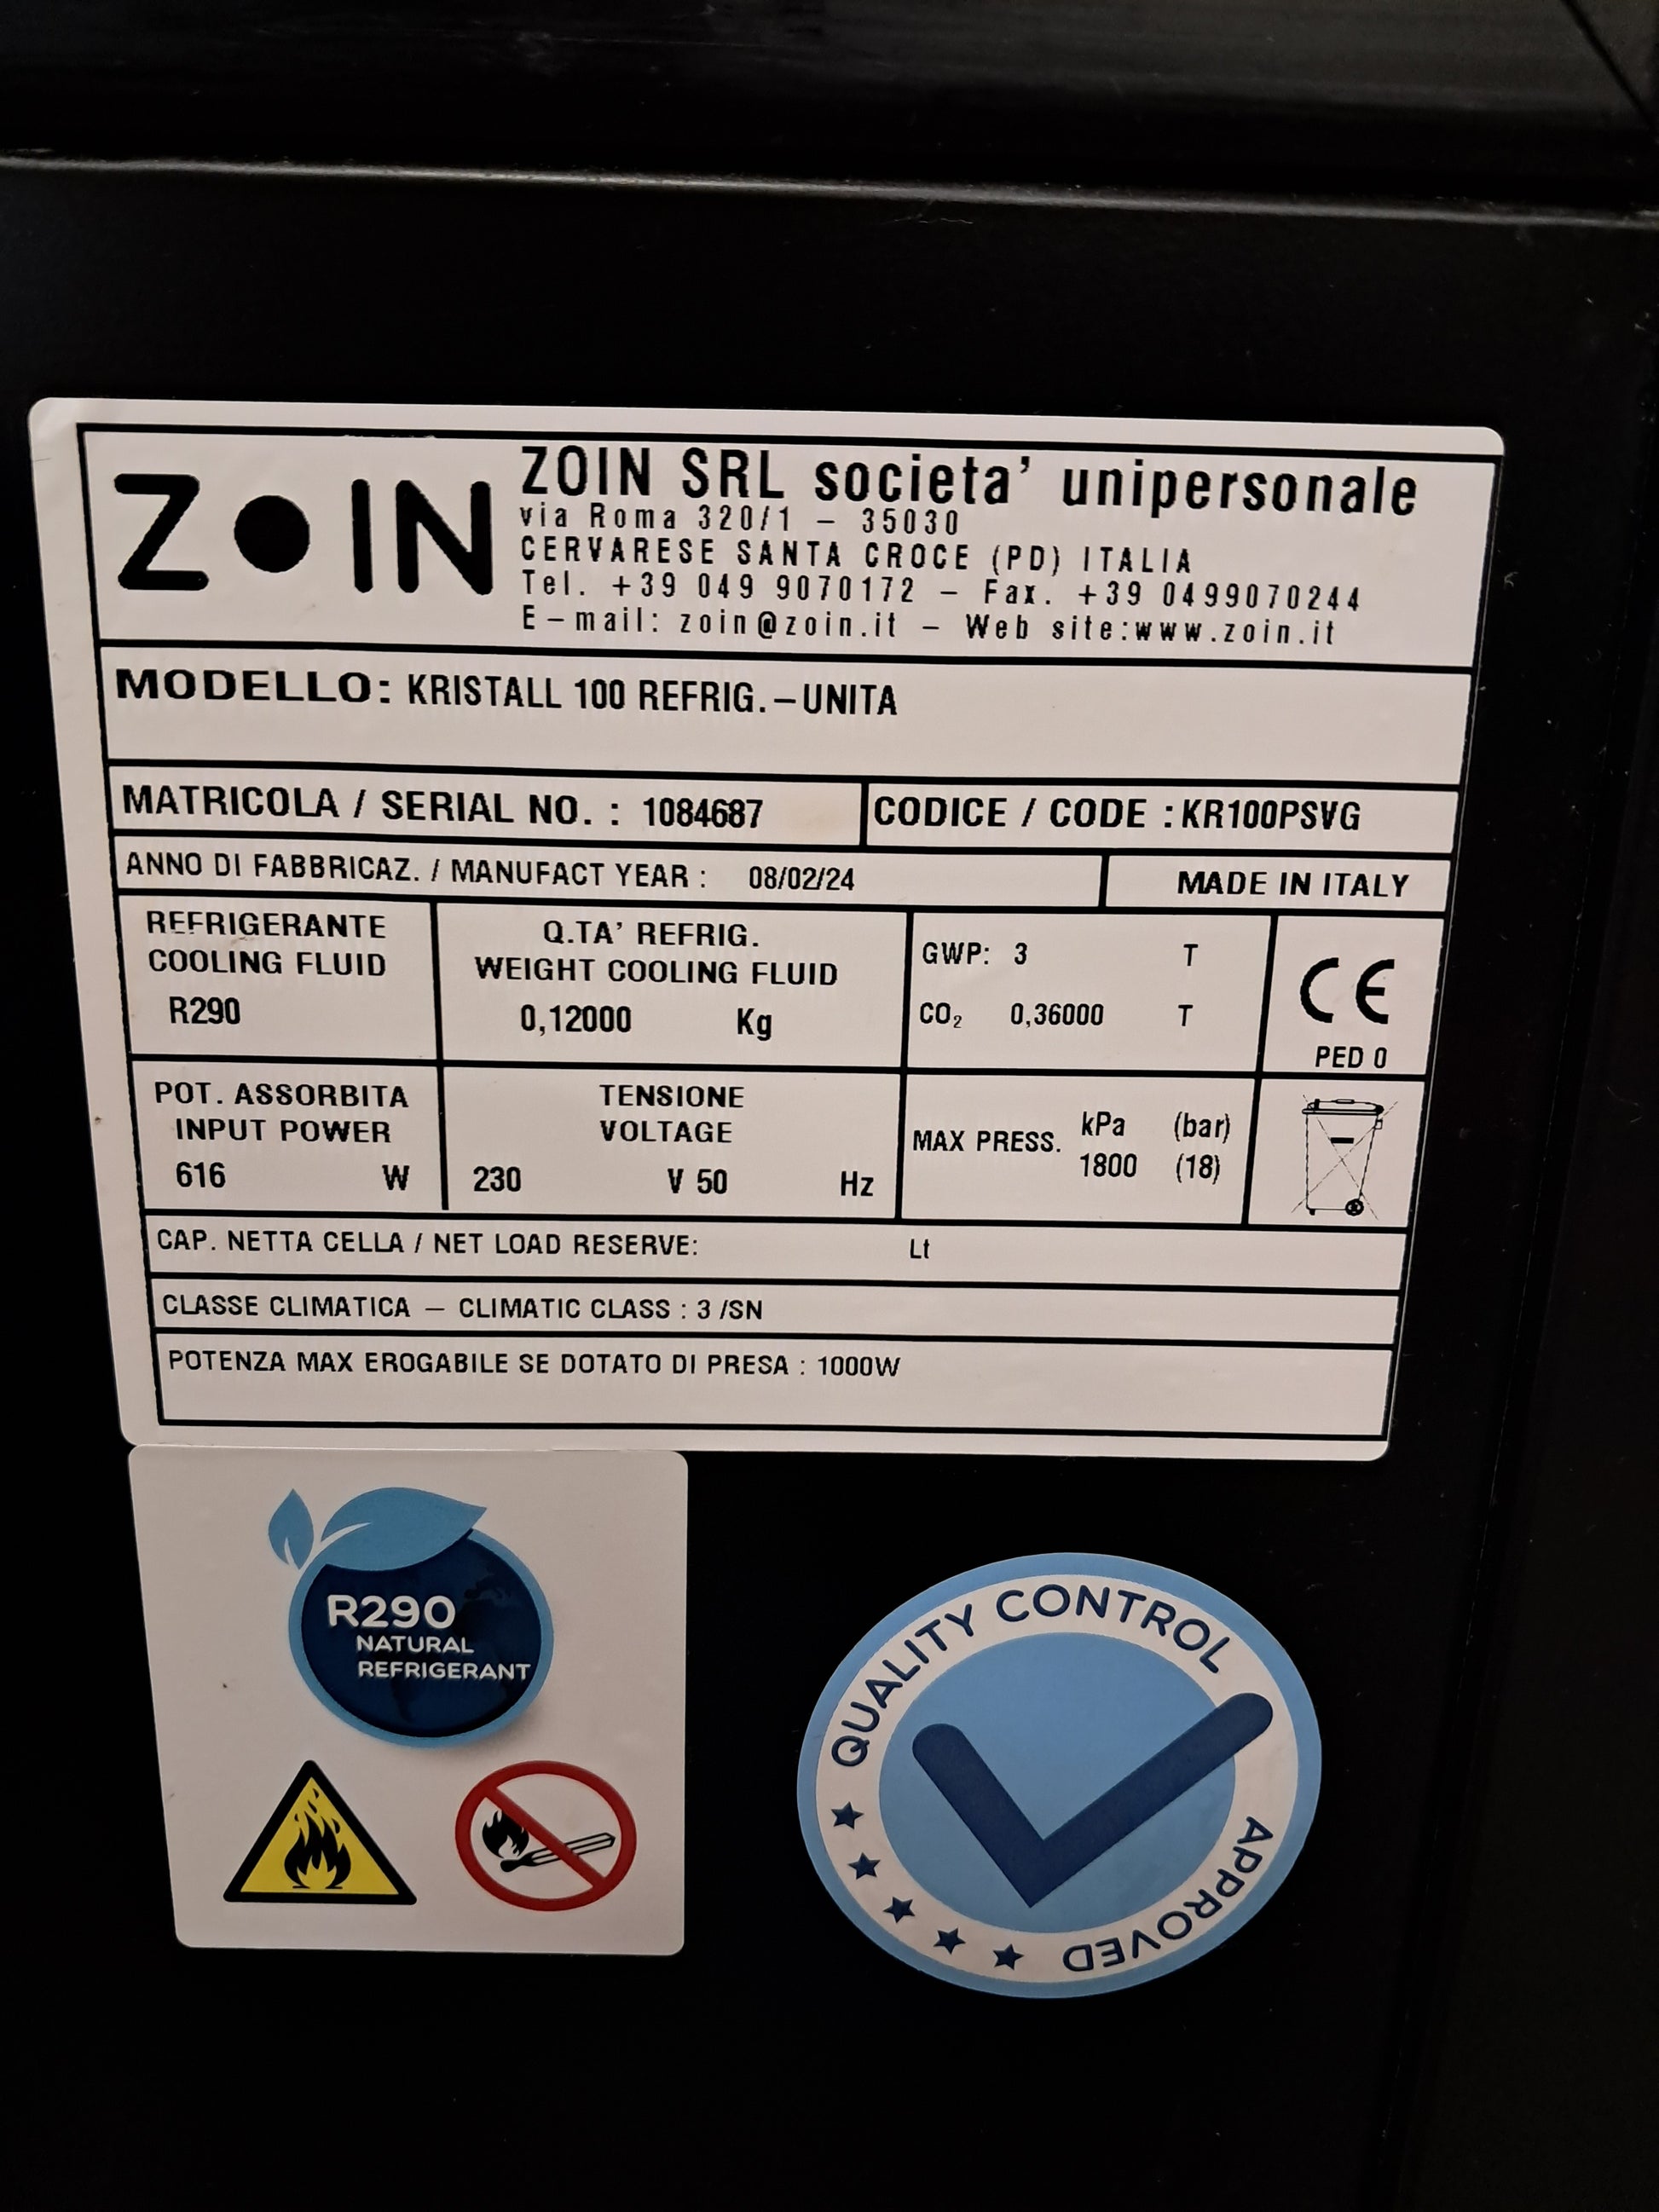 ZOIN
ZOIN SRL societa' unipersonale
via Roma 320/1 – 35030
CERVARESE SANTA CROCE (PD) ITALIA
Tel. +39 049 9070172 – Fax. +39 0499070244
E–mail: zoin@zoin.it – Web site:www.zoin.it
MODELLO: KRISTALL 100 REFRIG.–UNITA
MATRICOLA / SERIAL NO. : 1084687
CODICE / CODE : KR100PSVG
ANNO DI FABBRICAZ. / MANUFACT YEAR : 08/02/24
MADE IN ITALY
REFRIGERANTE
COOLING FLUID
R290
Q.TA' REFRIG.
WEIGHT COOLING FLUID
0,12000 Kg
GWP: 3 T
CO₂ 0,36000 T
CE
PED 0
POT. ASSORBITA
INPUT POWER
616 W
TENSIONE
VOLTAGE
230 V 50 Hz
MAX PRESS. kPa (bar)
1800 (18)
CAP. NETTA CELLA / NET LOAD RESERVE: Lt
CLASSE CLIMATICA – CLIMATIC CLASS : 3 /SN
POTENZA MAX EROGABILE SE DOTATO DI PRESA : 1000W
R290
NATURAL
REFRIGERANT
QUALITY CONTROL
APPROVED